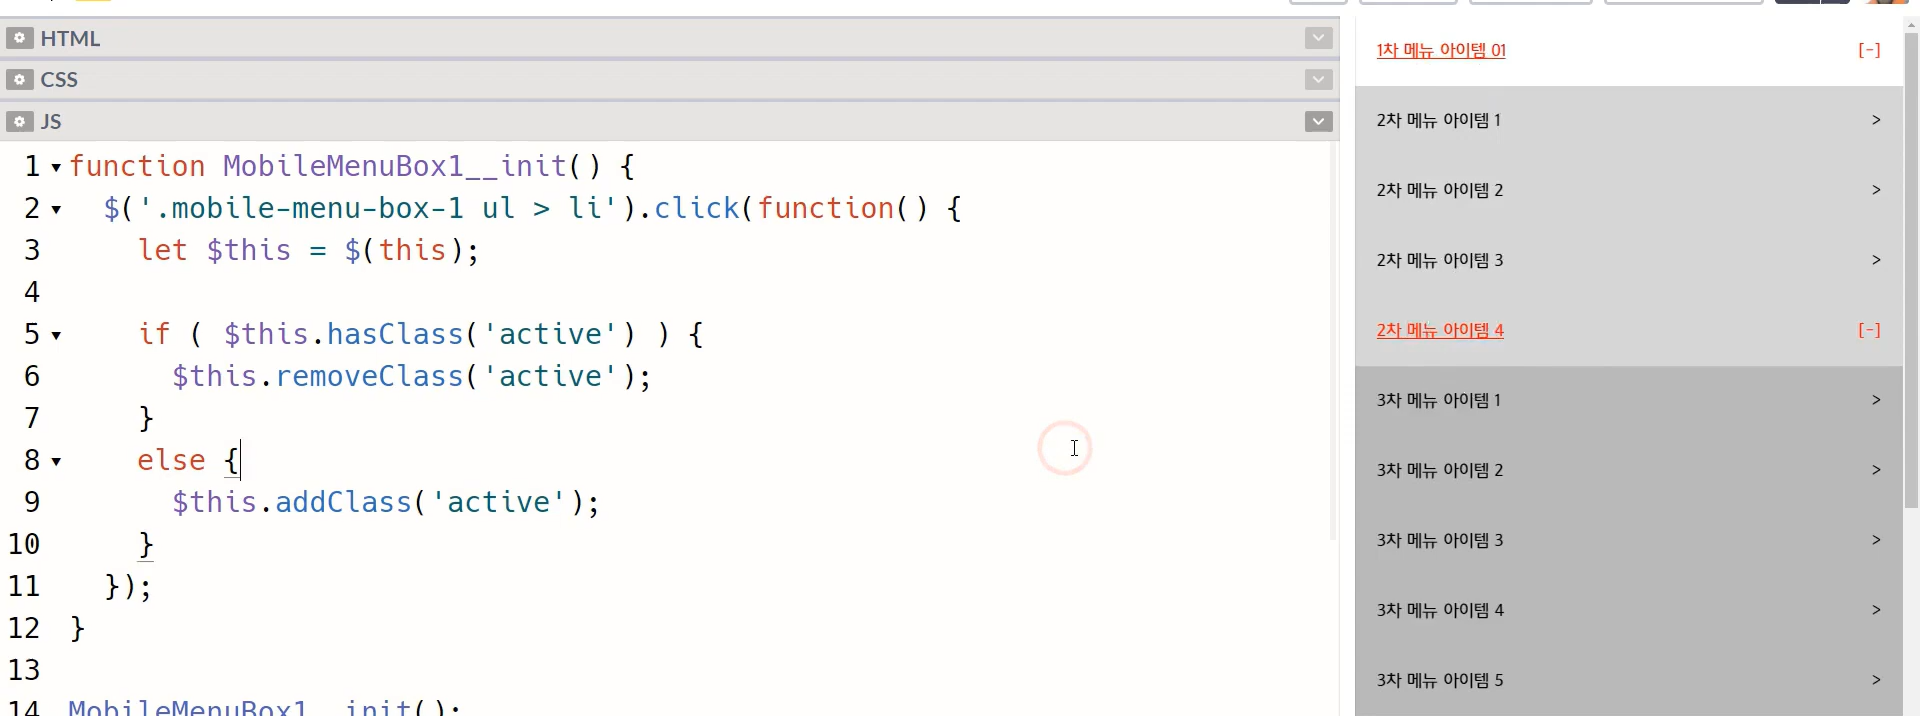 HTML
CSS
JS
1 function MobileMenuBox1__init() {
2 $('.mobile-menu-box-1 ul > li').click(function() {
3 let $this = $(this);
4
5 if ( $this.hasClass('active') ) {
6 $this.removeClass('active');
7 }
8 else {
9 $this.addClass('active');
10 }
11 });
12 }
13
14 MobileMenuBox1__init();
1차 메뉴 아이템 01 [-]
2차 메뉴 아이템 1 >
2차 메뉴 아이템 2 >
2차 메뉴 아이템 3 >
2차 메뉴 아이템 4 [-]
3차 메뉴 아이템 1 >
3차 메뉴 아이템 2 >
3차 메뉴 아이템 3 >
3차 메뉴 아이템 4 >
3차 메뉴 아이템 5 >